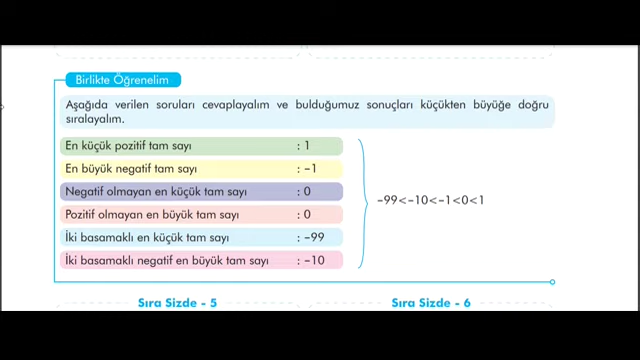 Birlikte Öğrenelim
Aşağıda verilen soruları cevaplayalım ve bulduğumuz sonuçları küçükten büyüğe doğru
sıralayalım.
En küçük pozitif tam sayı : 1
En büyük negatif tam sayı : –1
Negatif olmayan en küçük tam sayı : 0
Pozitif olmayan en büyük tam sayı : 0
İki basamaklı en küçük tam sayı : –99
İki basamaklı negatif en büyük tam sayı : –10
–99<–10<–1<0<1
Sıra Sizde - 5
Sıra Sizde - 6